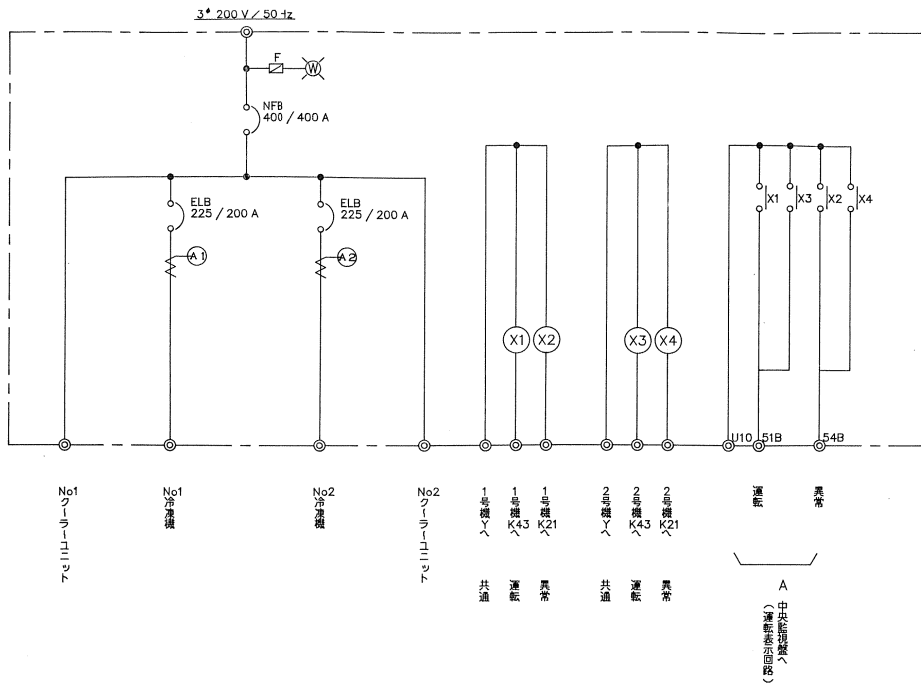 3φ 200 V / 50 Hz
F
W
NFB
400 / 400 A
ELB
225 / 200 A
ELB
225 / 200 A
A1
A2
X1
X2
X3
X4
X1
X3
X2
X4
U10
51B
54B
No1
クーラーユニット
No1
冷凍機
No2
冷凍機
No2
クーラーユニット
1号機Yへ
共通
1号機K43へ
運転
1号機K21へ
異常
2号機Yへ
共通
2号機K43へ
運転
2号機K21へ
異常
運転
異常
A
中央監視盤へ
(運転表示回路)